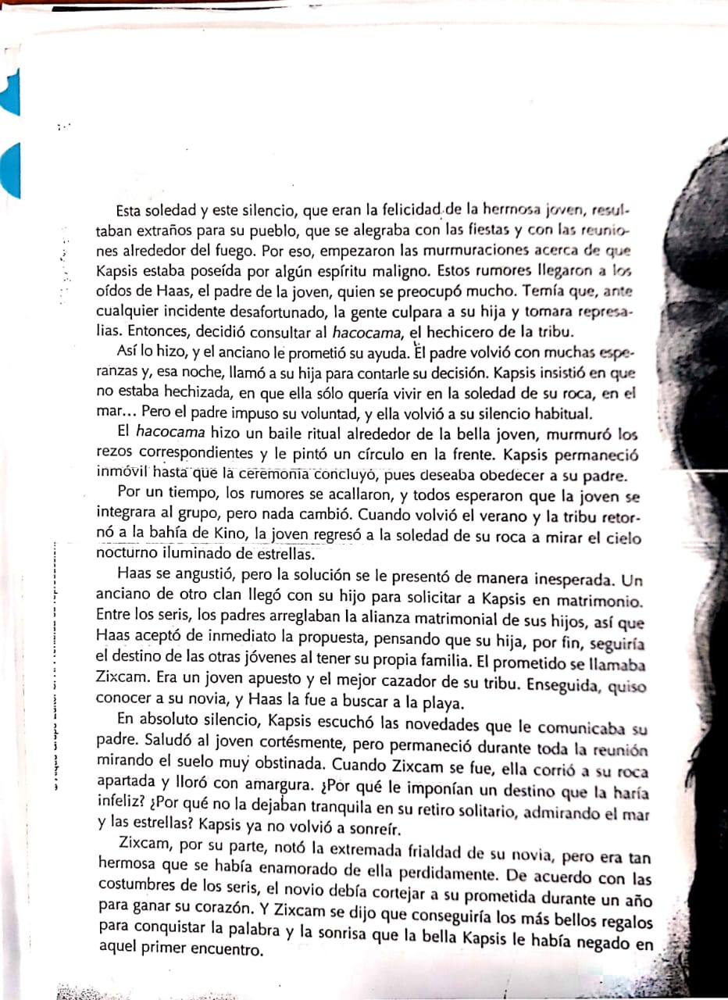 Esta soledad y este silencio, que eran la felicidad de la hermosa joven, resul-
taban extraños para su pueblo, que se alegraba con las fiestas y con las reunio-
nes alrededor del fuego. Por eso, empezaron las murmuraciones acerca de que
Kapsis estaba poseída por algún espíritu maligno. Estos rumores llegaron a los
oídos de Haas, el padre de la joven, quien se preocupó mucho. Temía que, ante
cualquier incidente desafortunado, la gente culpara a su hija y tomara represa-
lias. Entonces, decidió consultar al hacocama, el hechicero de la tribu.
Así lo hizo, y el anciano le prometió su ayuda. El padre volvió con muchas espe-
ranzas y, esa noche, llamó a su hija para contarle su decisión. Kapsis insistió en que
no estaba hechizada, en que ella sólo quería vivir en la soledad de su roca, en el
mar... Pero el padre impuso su voluntad, y ella volvió a su silencio habitual.
El hacocama hizo un baile ritual alrededor de la bella joven, murmuró los
rezos correspondientes y le pintó un círculo en la frente. Kapsis permaneció
inmóvil hasta que la ceremonia concluyó, pues deseaba obedecer a su padre.
Por un tiempo, los rumores se acallaron, y todos esperaron que la joven se
integrara al grupo, pero nada cambió. Cuando volvió el verano y la tribu retor-
nó a la bahía de Kino, la joven regresó a la soledad de su roca a mirar el cielo
nocturno iluminado de estrellas.
Haas se angustió, pero la solución se le presentó de manera inesperada. Un
anciano de otro clan llegó con su hijo para solicitar a Kapsis en matrimonio.
Entre los seris, los padres arreglaban la alianza matrimonial de sus hijos, así que
Haas aceptó de inmediato la propuesta, pensando que su hija, por fin, seguiría
el destino de las otras jóvenes al tener su propia familia. El prometido se llamaba
Zixcam. Era un joven apuesto y el mejor cazador de su tribu. Enseguida, quiso
conocer a su novia, y Haas la fue a buscar a la playa.
En absoluto silencio, Kapsis escuchó las novedades que le comunicaba su
padre. Saludó al joven cortésmente, pero permaneció durante toda la reunión
mirando el suelo muy obstinada. Cuando Zixcam se fue, ella corrió a su roca
apartada y lloró con amargura. ¿Por qué le imponían un destino que la haría
infeliz? ¿Por qué no la dejaban tranquila en su retiro solitario, admirando el mar
y las estrellas? Kapsis ya no volvió a sonreír.
Zixcam, por su parte, notó la extremada frialdad de su novia, pero era tan
hermosa que se había enamorado de ella perdidamente. De acuerdo con las
costumbres de los seris, el novio debía cortejar a su prometida durante un año
para ganar su corazón. Y Zixcam se dijo que conseguiría los más bellos regalos
para conquistar la palabra y la sonrisa que la bella Kapsis le había negado en
aquel primer encuentro.